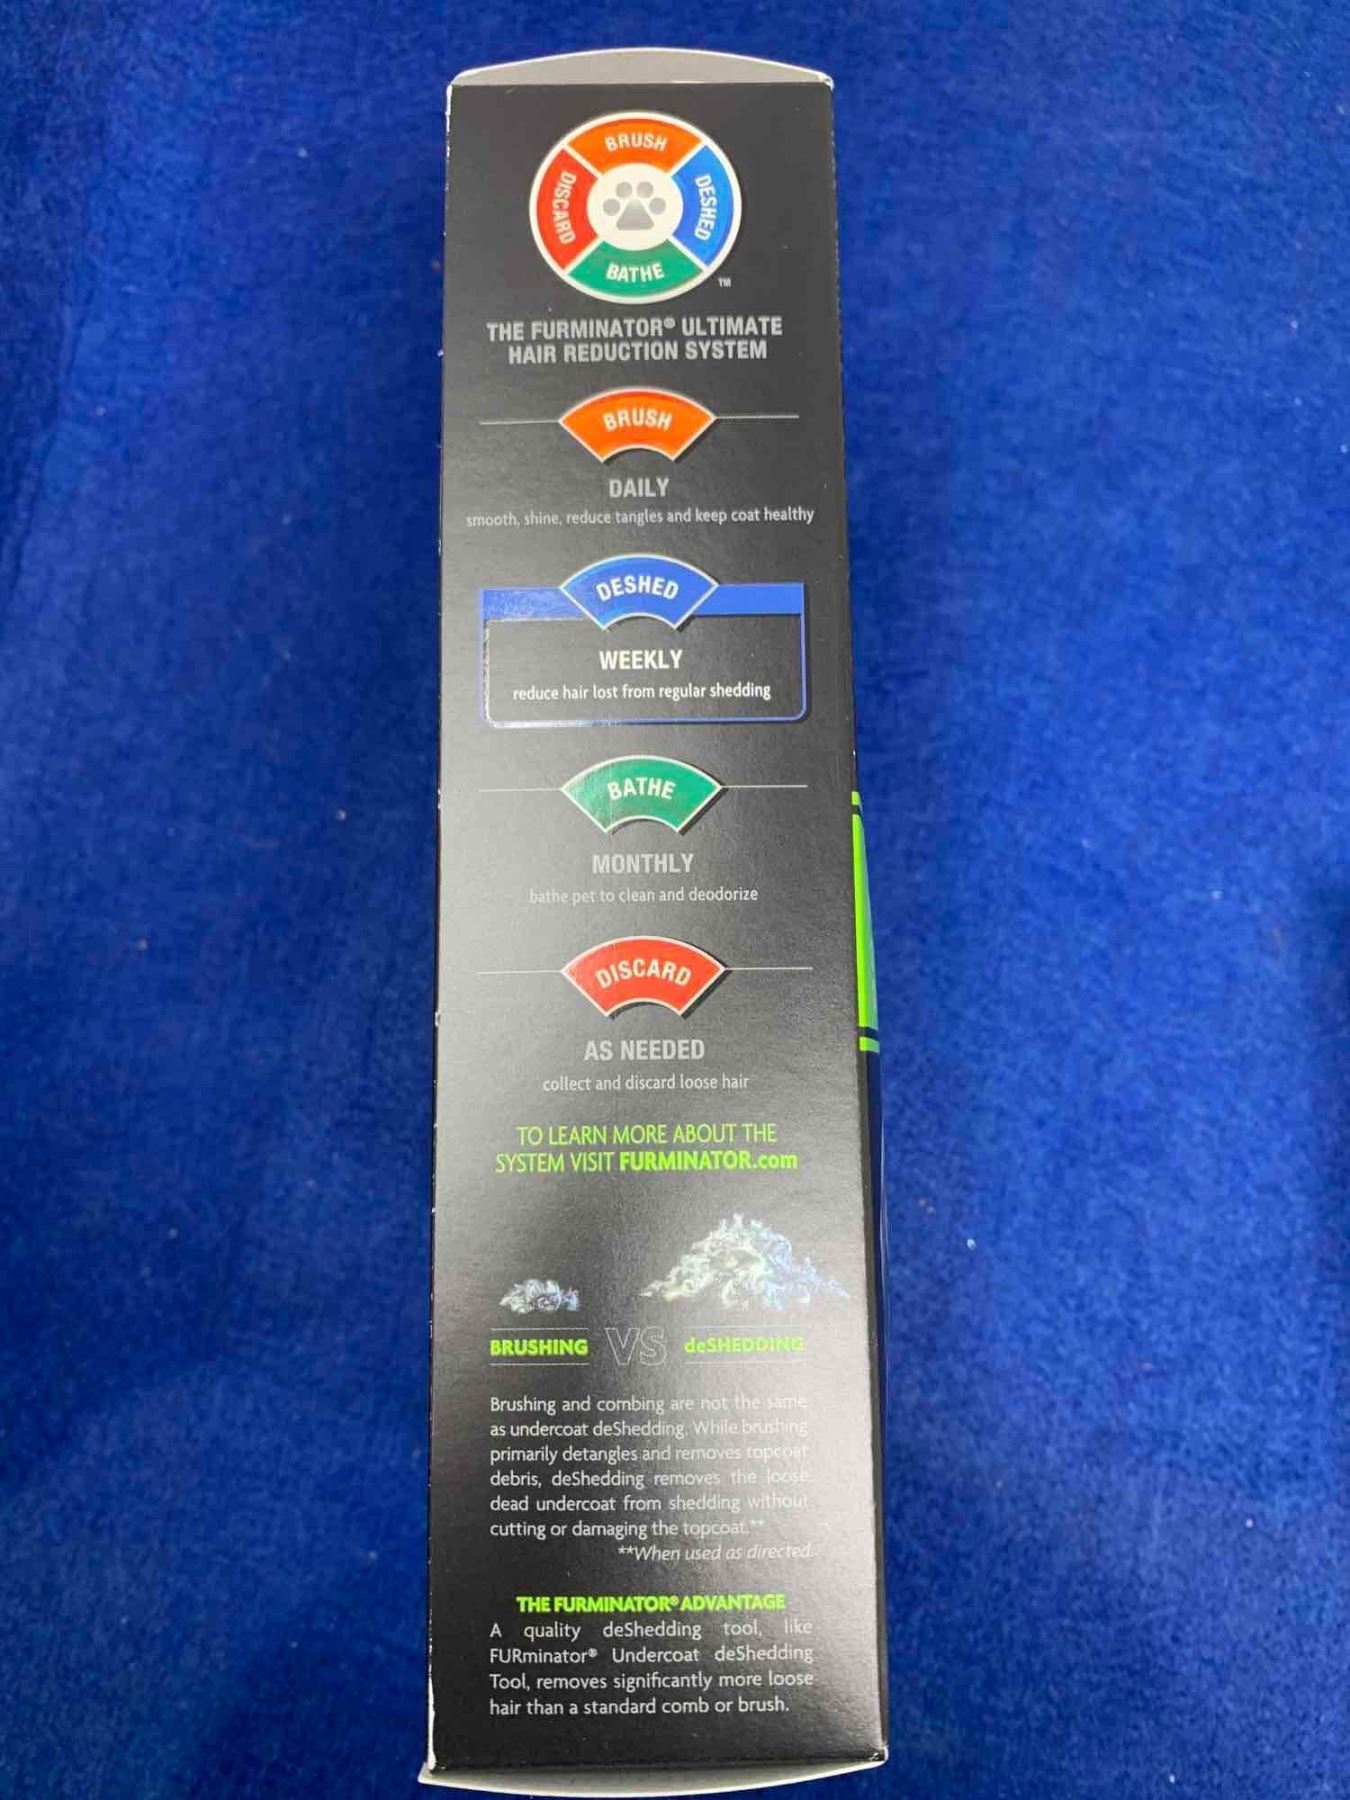 BRUSH
DISCARD
DESHED
BATHE
TM
THE FURMINATOR® ULTIMATE
HAIR REDUCTION SYSTEM
BRUSH
DAILY
smooth, shine, reduce tangles and keep coat healthy
DESHED
WEEKLY
reduce hair lost from regular shedding
BATHE
MONTHLY
bathe pet to clean and deodorize
DISCARD
AS NEEDED
collect and discard loose hair
TO LEARN MORE ABOUT THE
SYSTEM VISIT FURMINATOR.com
BRUSHING VS deSHEDDING
Brushing and combing are not the same
as undercoat deShedding. While brushing
primarily detangles and removes topcoat
debris, deShedding removes the loose
dead undercoat from shedding without
cutting or damaging the topcoat.**
**When used as directed.
THE FURMINATOR® ADVANTAGE
A quality deShedding tool, like
FURminator® Undercoat deShedding
Tool, removes significantly more loose
hair than a standard comb or brush.